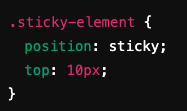 .sticky-element {
  position: sticky;
  top: 10px;
}